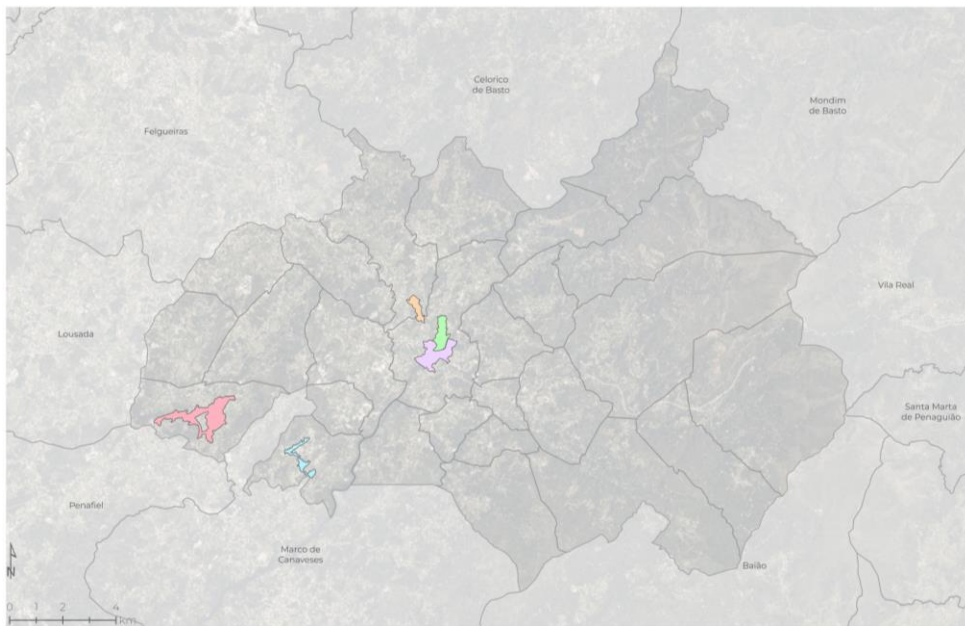 Celorico
de Basto
Mondim
de Basto
Felgueiras
Vila Real
Lousada
Santa Marta
de Penaguião
Penafiel
Marco de
Canaveses
Baião
N
0 1 2 4
km